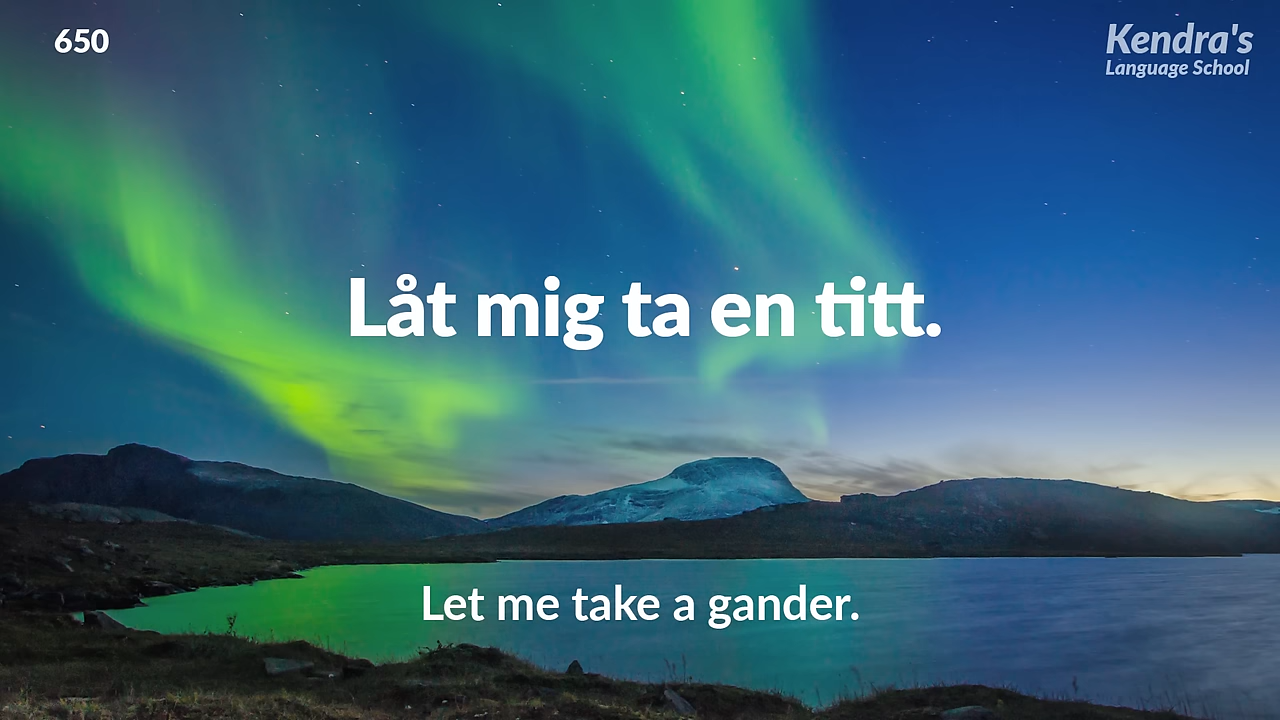 650
Kendra's
Language School
Låt mig ta en titt.
Let me take a gander.